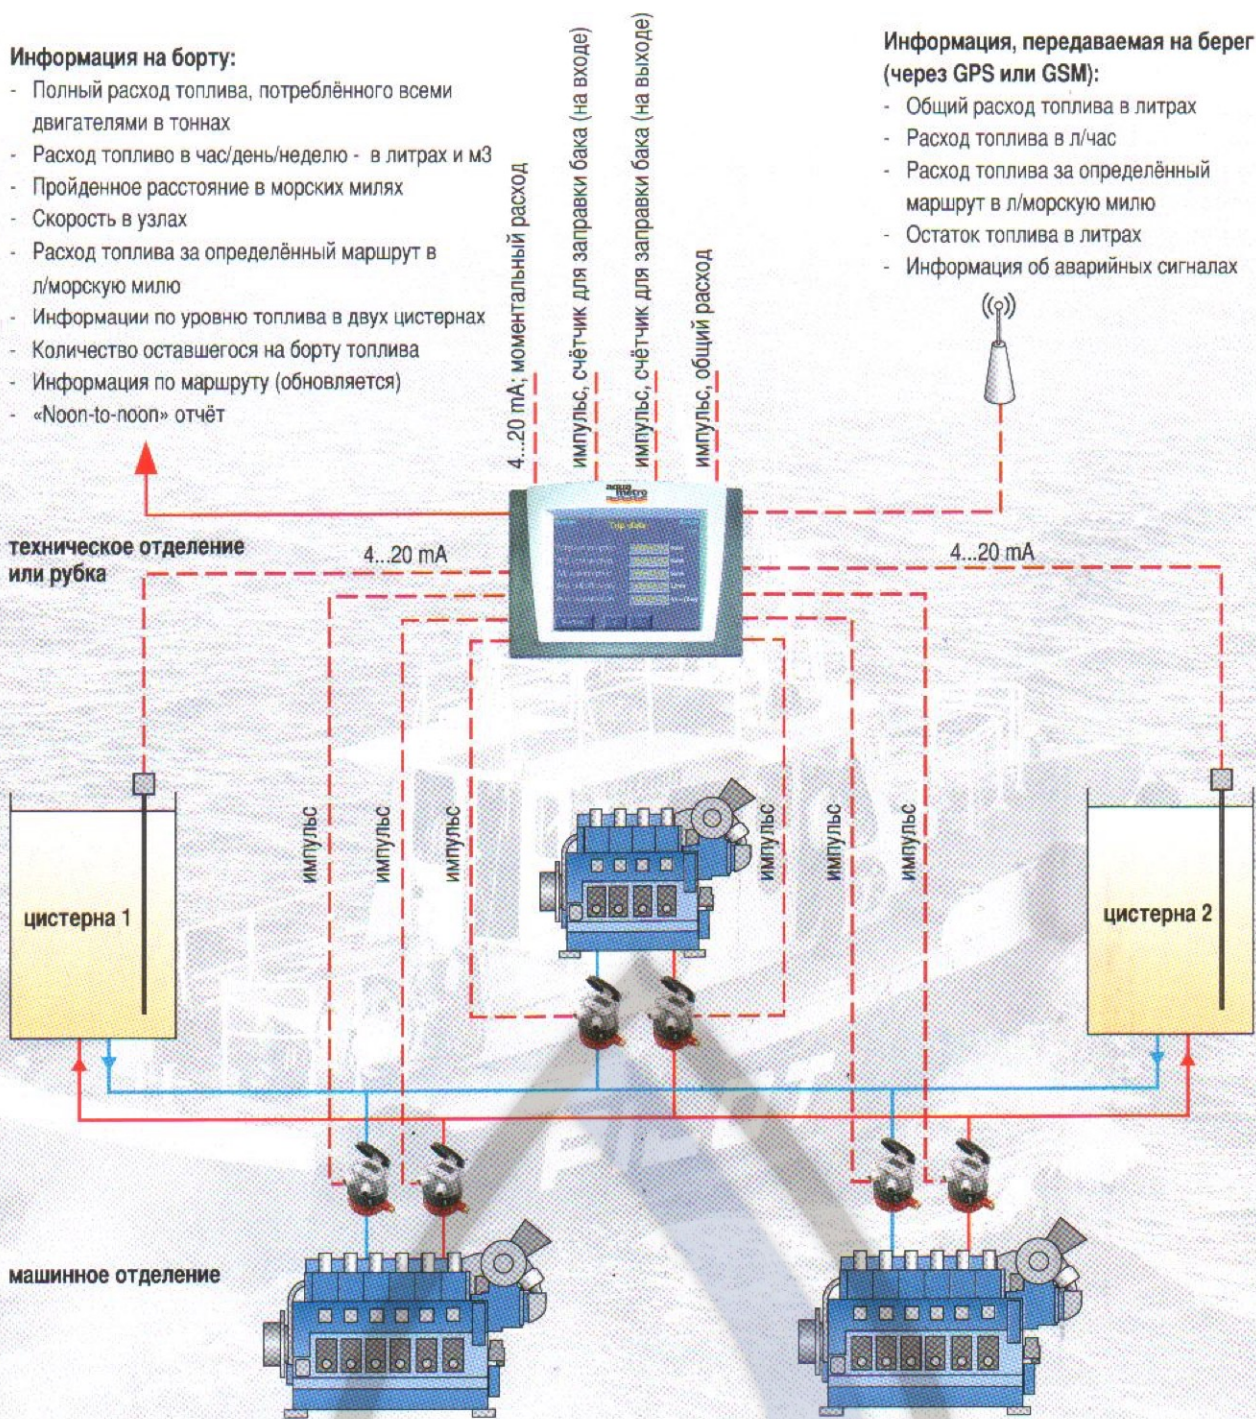 Информация на борту:
- Полный расход топлива, потреблённого всеми
двигателями в тоннах
- Расход топливо в час/день/неделю - в литрах и м3
- Пройденное расстояние в морских милях
- Скорость в узлах
- Расход топлива за определённый маршрут в
л/морскую милю
- Информации по уровню топлива в двух цистернах
- Количество оставшегося на борту топлива
- Информация по маршруту (обновляется)
- «Noon-to-noon» отчёт
4...20 mA; моментальный расход
импульс, счётчик для заправки бака (на входе)
импульс, счётчик для заправки бака (на выходе)
импульс, общий расход
Информация, передаваемая на берег
(через GPS или GSM):
- Общий расход топлива в литрах
- Расход топлива в л/час
- Расход топлива за определённый
маршрут в л/морскую милю
- Остаток топлива в литрах
- Информация об аварийных сигналах
aqua
metro
Trip data
техническое отделение
или рубка
4...20 mA
4...20 mA
импульс
импульс
импульс
импульс
импульс
импульс
цистерна 1
цистерна 2
машинное отделение